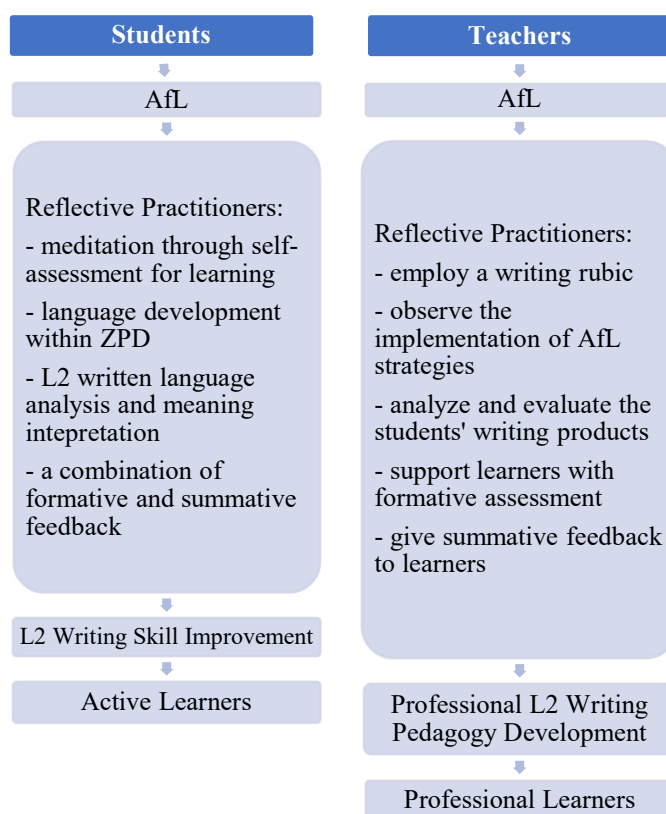 Students
AfL
Reflective Practitioners:
- meditation through self-
assessment for learning
- language development
within ZPD
- L2 written language
analysis and meaning
intepretation
- a combination of
formative and summative
feedback
L2 Writing Skill Improvement
Active Learners
Teachers
AfL
Reflective Practitioners:
- employ a writing rubic
- observe the
implementation of AfL
strategies
- analyze and evaluate the
students' writing products
- support learners with
formative assessment
- give summative feedback
to learners
Professional L2 Writing
Pedagogy Development
Professional Learners